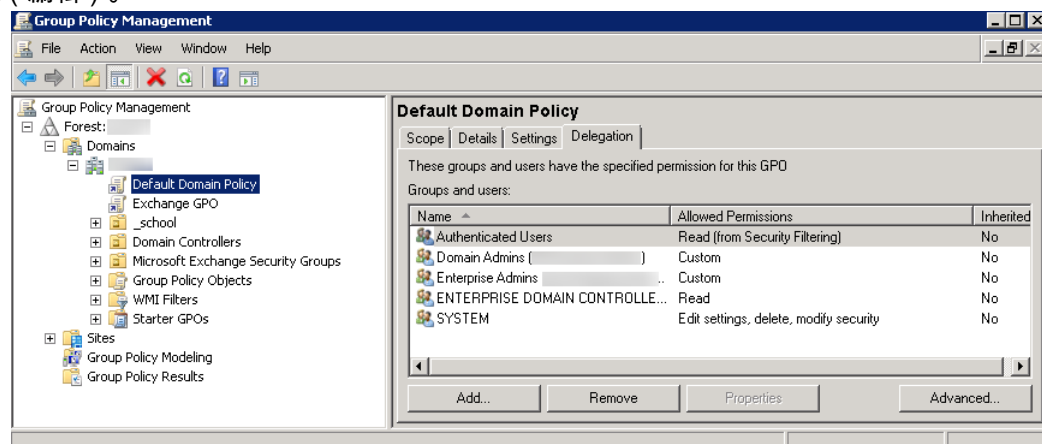 Group Policy Management
File Action View Window Help
Group Policy Management
Forest:
Domains
Default Domain Policy
Exchange GPO
_school
Domain Controllers
Microsoft Exchange Security Groups
Group Policy Objects
WMI Filters
Starter GPOs
Sites
Group Policy Modeling
Group Policy Results
Default Domain Policy
Scope Details Settings Delegation
These groups and users have the specified permission for this GPO
Groups and users:
Name Allowed Permissions Inherited
Authenticated Users Read (from Security Filtering) No
Domain Admins ( ) Custom No
Enterprise Admins .. Custom No
ENTERPRISE DOMAIN CONTROLLE... Read No
SYSTEM Edit settings, delete, modify security No
Add... Remove Properties Advanced...